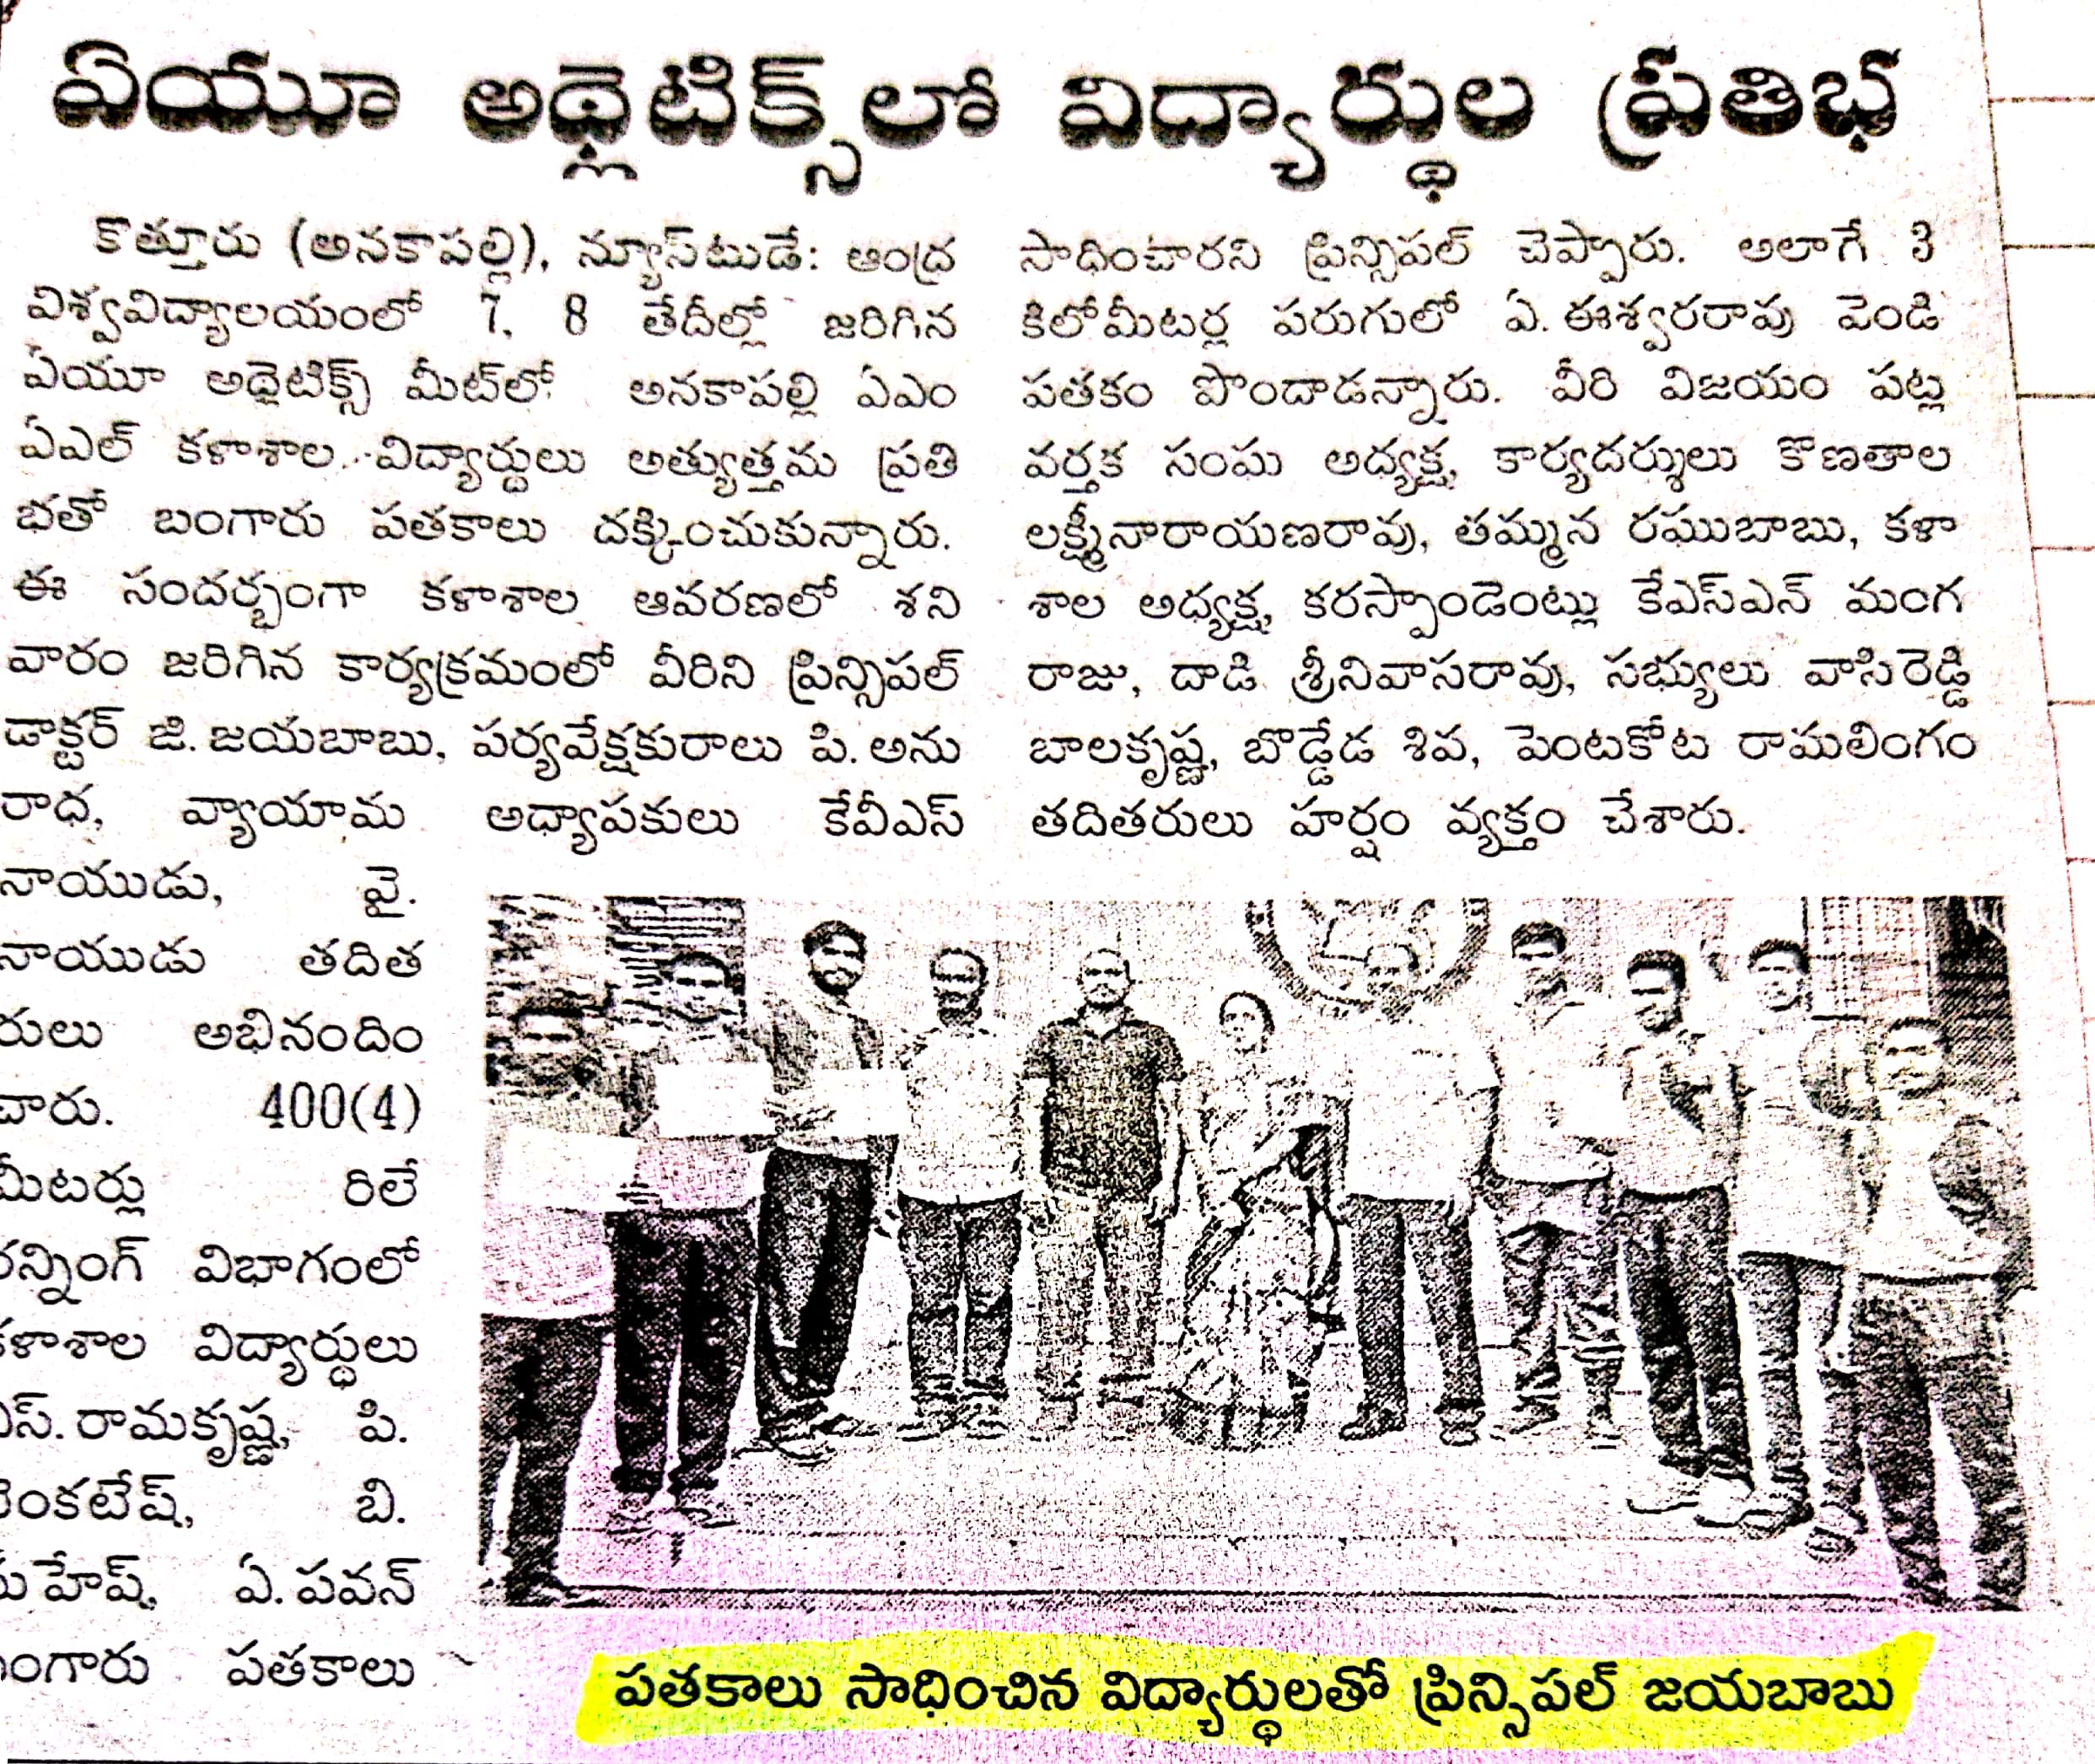 ఏయూ అథ్లెటిక్స్‌లో విద్యార్థుల ప్రతిభ
కొత్తూరు (అనకాపల్లి), న్యూస్‌టుడే: ఆంధ్ర
విశ్వవిద్యాలయంలో 7, 8 తేదీల్లో జరిగిన
ఏయూ అథ్లెటిక్స్ మీట్‌లో అనకాపల్లి ఏఎం
ఏఎల్ కళాశాల విద్యార్థులు అత్యుత్తమ ప్రతి
భతో బంగారు పతకాలు దక్కించుకున్నారు.
ఈ సందర్భంగా కళాశాల ఆవరణలో శని
వారం జరిగిన కార్యక్రమంలో వీరిని ప్రిన్సిపల్
డాక్టర్ జి.జయబాబు, పర్యవేక్షకురాలు పి.అను
రాధ, వ్యాయామ అధ్యాపకులు కేవీఎస్
నాయుడు, వై.
నాయుడు తదిత
రులు అభినందిం
చారు. 400(4)
మీటర్లు రిలే
రన్నింగ్ విభాగంలో
కళాశాల విద్యార్థులు
ఎస్.రామకృష్ణ, పి.
వెంకటేష్, బి.
మహేష్, ఏ.పవన్
బంగారు పతకాలు
సాధించారని ప్రిన్సిపల్ చెప్పారు. అలాగే 3
కిలోమీటర్ల పరుగులో ఏ.ఈశ్వరరావు వెండి
పతకం పొందాడన్నారు. వీరి విజయం పట్ల
వర్తక సంఘ అధ్యక్ష, కార్యదర్శులు కొణతాల
లక్ష్మీనారాయణరావు, తమ్మన రఘుబాబు, కళా
శాల అధ్యక్ష, కరస్పాండెంట్లు కేఎస్ఎన్ మంగ
రాజు, దాడి శ్రీనివాసరావు, సభ్యులు వాసిరెడ్డి
బాలకృష్ణ, బొడ్డేడ శివ, పెంటకోట రామలింగం
తదితరులు హర్షం వ్యక్తం చేశారు.
పతకాలు సాధించిన విద్యార్థులతో ప్రిన్సిపల్ జయబాబు